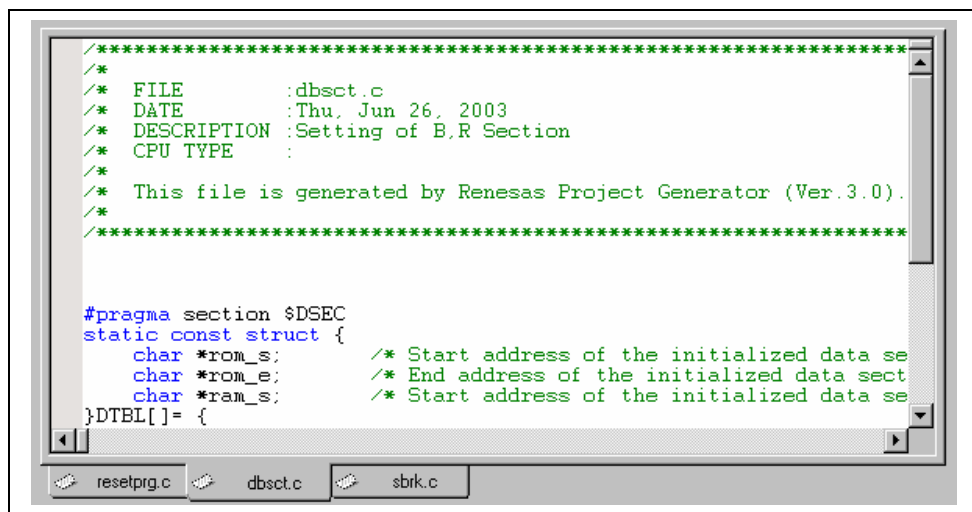 /******************************************************************
/*
/*  FILE        :dbsct.c
/*  DATE        :Thu, Jun 26, 2003
/*  DESCRIPTION :Setting of B,R Section
/*  CPU TYPE    :
/*
/*  This file is generated by Renesas Project Generator (Ver.3.0).
/*
/******************************************************************
#pragma section $DSEC
static const struct {
    char *rom_s;       /* Start address of the initialized data se
    char *rom_e;       /* End address of the initialized data sect
    char *ram_s;       /* Start address of the initialized data se
}DTBL[]= {
resetprg.c dbsct.c sbrk.c